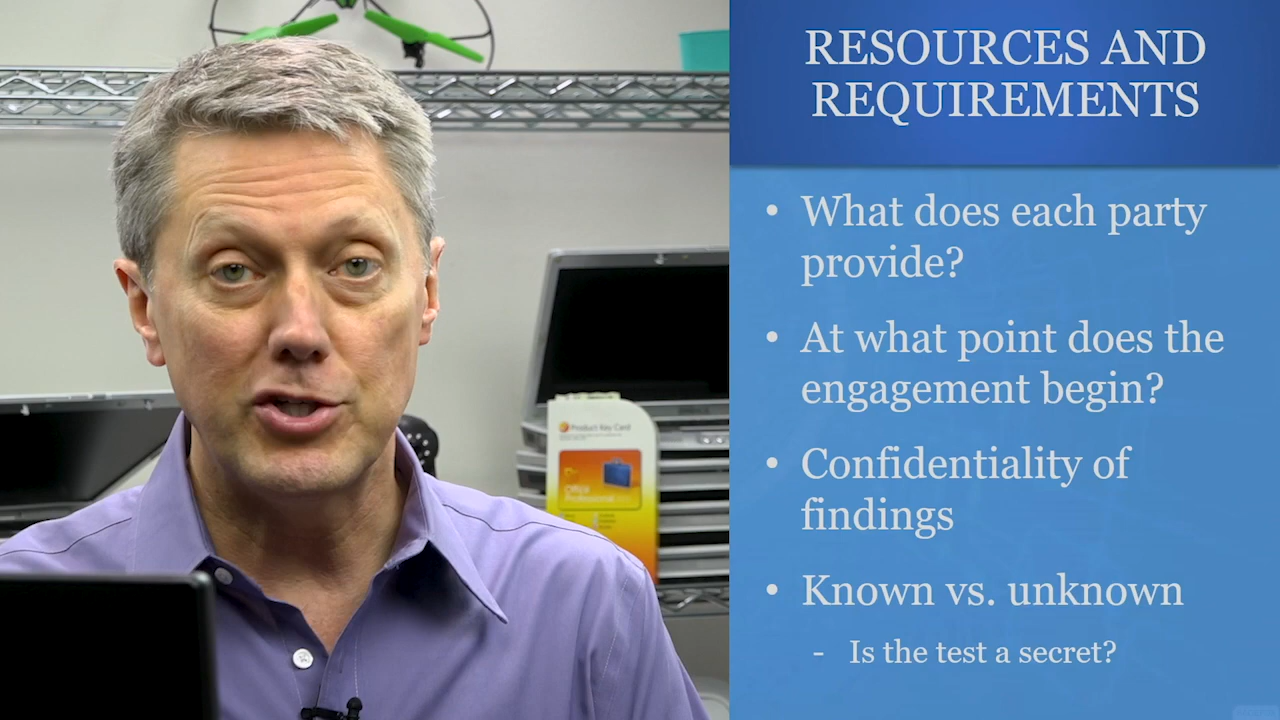 RESOURCES AND
REQUIREMENTS
• What does each party
provide?
• At what point does the
engagement begin?
• Confidentiality of
findings
• Known vs. unknown
- Is the test a secret?
Product Key Card
Office
Professional